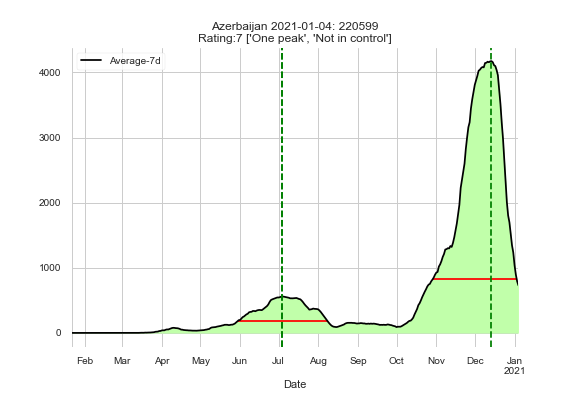 Azerbaijan 2021-01-04: 220599
Rating:7 ['One peak', 'Not in control']
Average-7d
4000
3000
2000
1000
0
Feb Mar Apr May Jun Jul Aug Sep Oct Nov Dec Jan
2021
Date